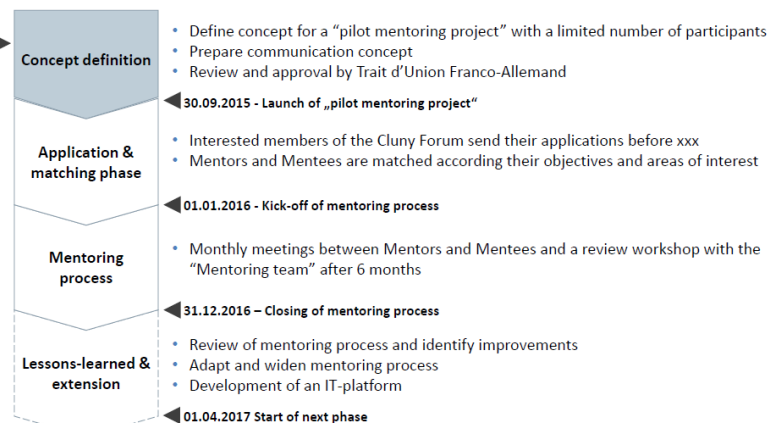 Concept definition
• Define concept for a “pilot mentoring project” with a limited number of participants
• Prepare communication concept
• Review and approval by Trait d’Union Franco-Allemand
30.09.2015 - Launch of „pilot mentoring project“
Application &
matching phase
• Interested members of the Cluny Forum send their applications before xxx
• Mentors and Mentees are matched according their objectives and areas of interest
01.01.2016 - Kick-off of mentoring process
Mentoring
process
• Monthly meetings between Mentors and Mentees and a review workshop with the
“Mentoring team” after 6 months
31.12.2016 – Closing of mentoring process
Lessons-learned &
extension
• Review of mentoring process and identify improvements
• Adapt and widen mentoring process
• Development of an IT-platform
01.04.2017 Start of next phase